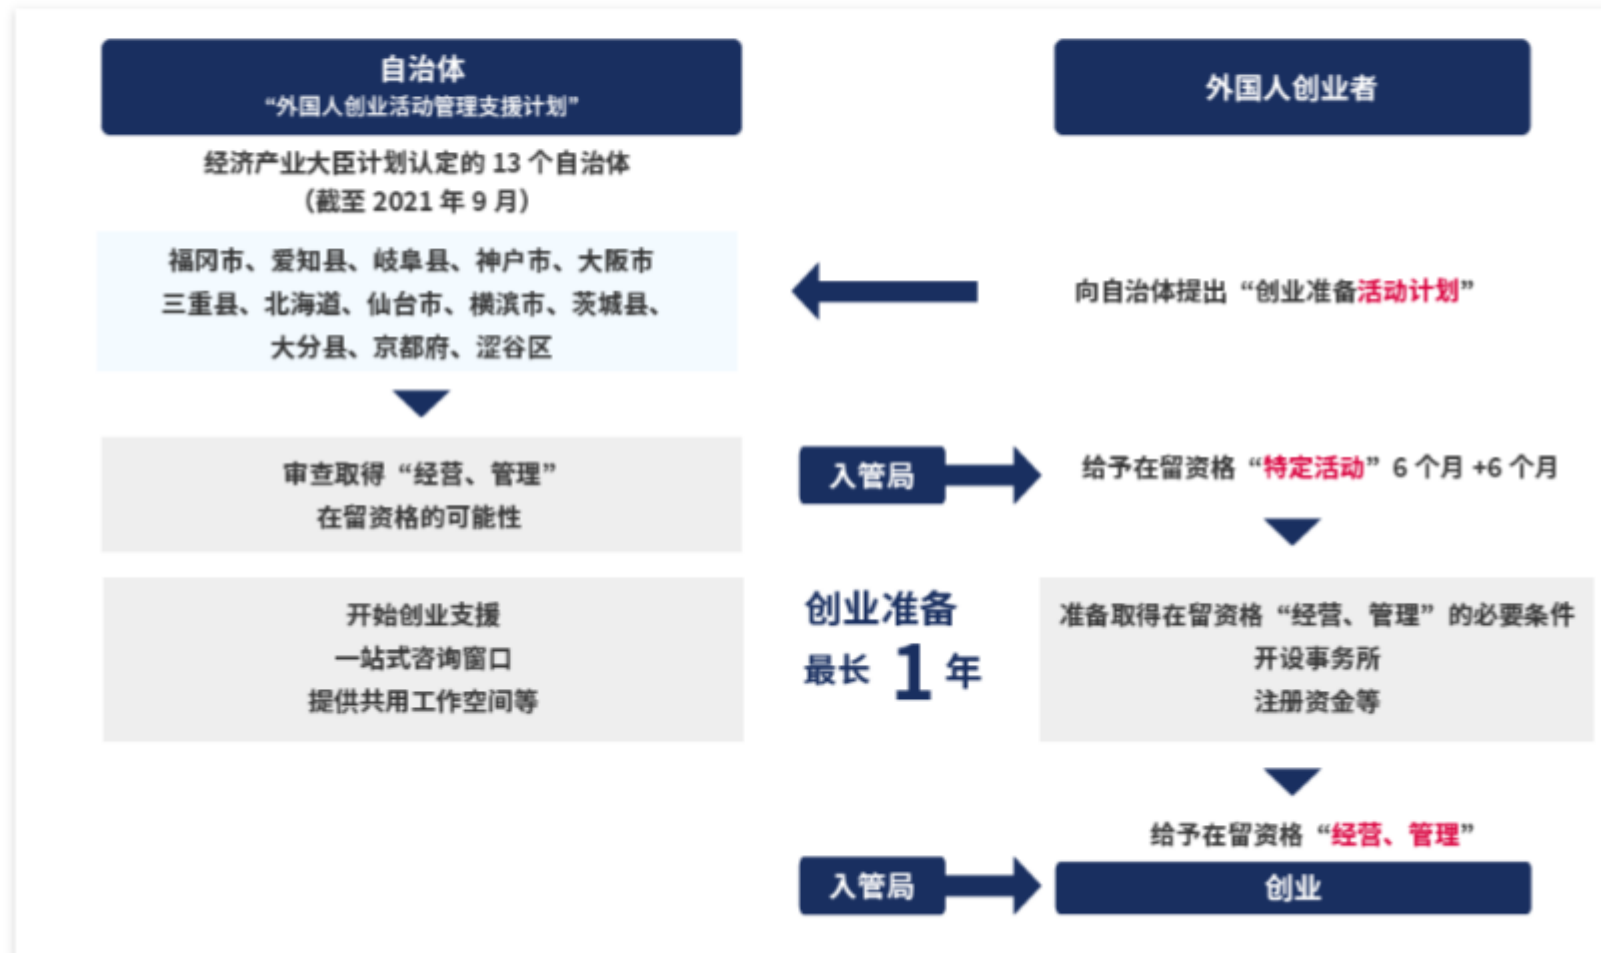 自治体
“外国人创业活动管理支援计划”
经济产业大臣计划认定的 13 个自治体
（截至 2021 年 9 月）
福冈市、爱知县、岐阜县、神户市、大阪市
三重县、北海道、仙台市、横滨市、茨城县、
大分县、京都府、涩谷区
审查取得“经营、管理”
在留资格的可能性
开始创业支援
一站式咨询窗口
提供共用工作空间等
入管局
创业准备
最长 1 年
入管局
外国人创业者
向自治体提出“创业准备活动计划”
给予在留资格“特定活动”6 个月 +6 个月
准备取得在留资格“经营、管理”的必要条件
开设事务所
注册资金等
给予在留资格“经营、管理”
创业